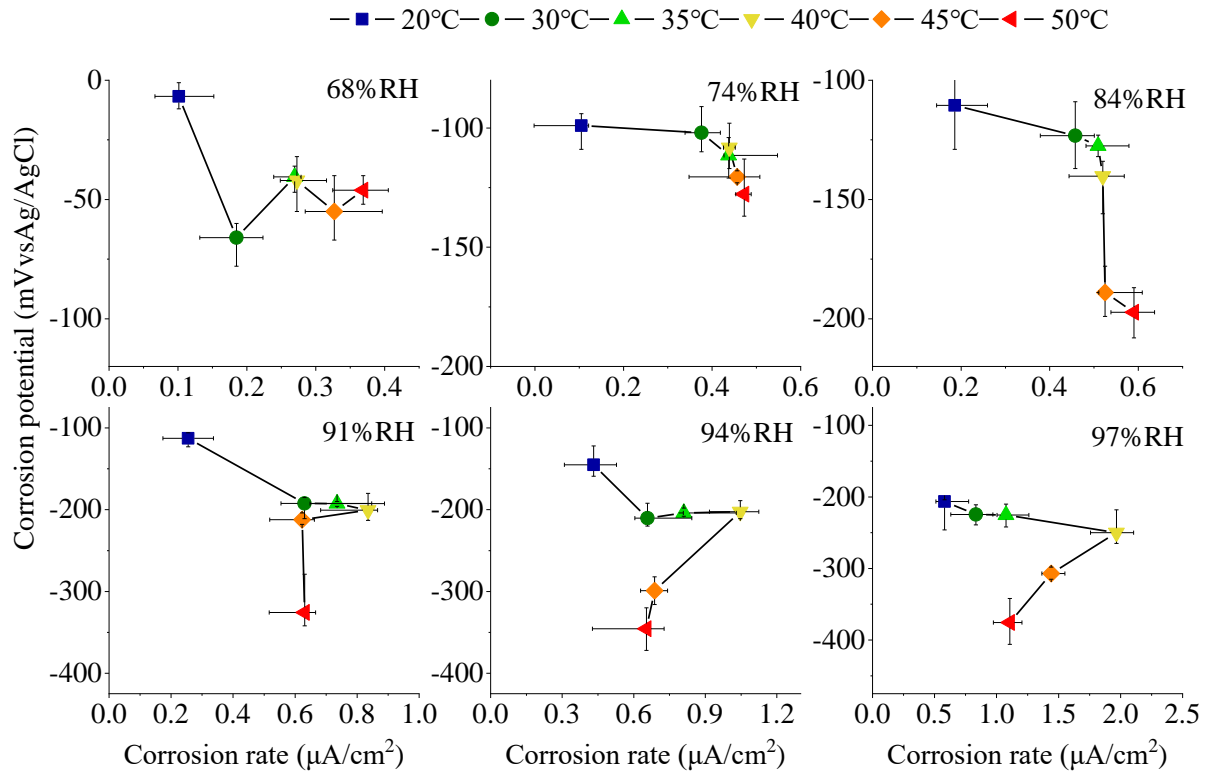 20℃ 30℃ 35℃ 40℃ 45℃ 50℃
Corrosion potential (mVvsAg/AgCl)
68%RH
0
-50
-100
0.0 0.1 0.2 0.3 0.4
74%RH
-100
-150
-200
0.0 0.2 0.4 0.6
84%RH
-100
-150
-200
0.0 0.2 0.4 0.6
91%RH
-100
-200
-300
-400
0.0 0.2 0.4 0.6 0.8 1.0
Corrosion rate (μA/cm²)
94%RH
-100
-200
-300
-400
0.0 0.3 0.6 0.9 1.2
Corrosion rate (μA/cm²)
97%RH
-100
-200
-300
-400
0.0 0.5 1.0 1.5 2.0 2.5
Corrosion rate (μA/cm²)